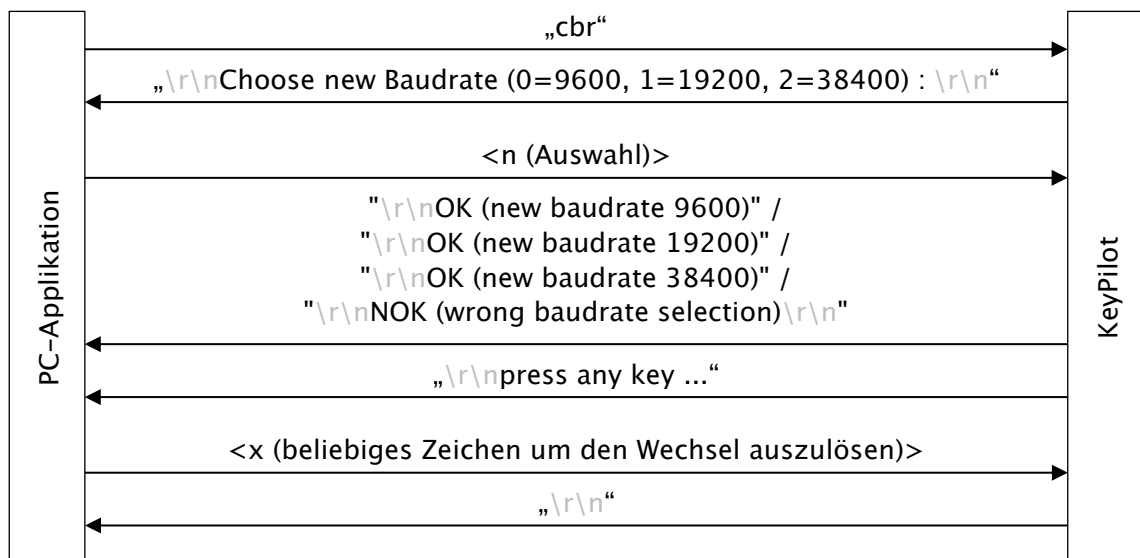 „cbr“
„\r\nChoose new Baudrate (0=9600, 1=19200, 2=38400) : \r\n“
<n (Auswahl)>
"\r\nOK (new baudrate 9600)" /
"\r\nOK (new baudrate 19200)" /
"\r\nOK (new baudrate 38400)" /
"\r\nNOK (wrong baudrate selection)\r\n"
„\r\npress any key ...“
<x (beliebiges Zeichen um den Wechsel auszulösen)>
„\r\n“
PC-Applikation
KeyPilot